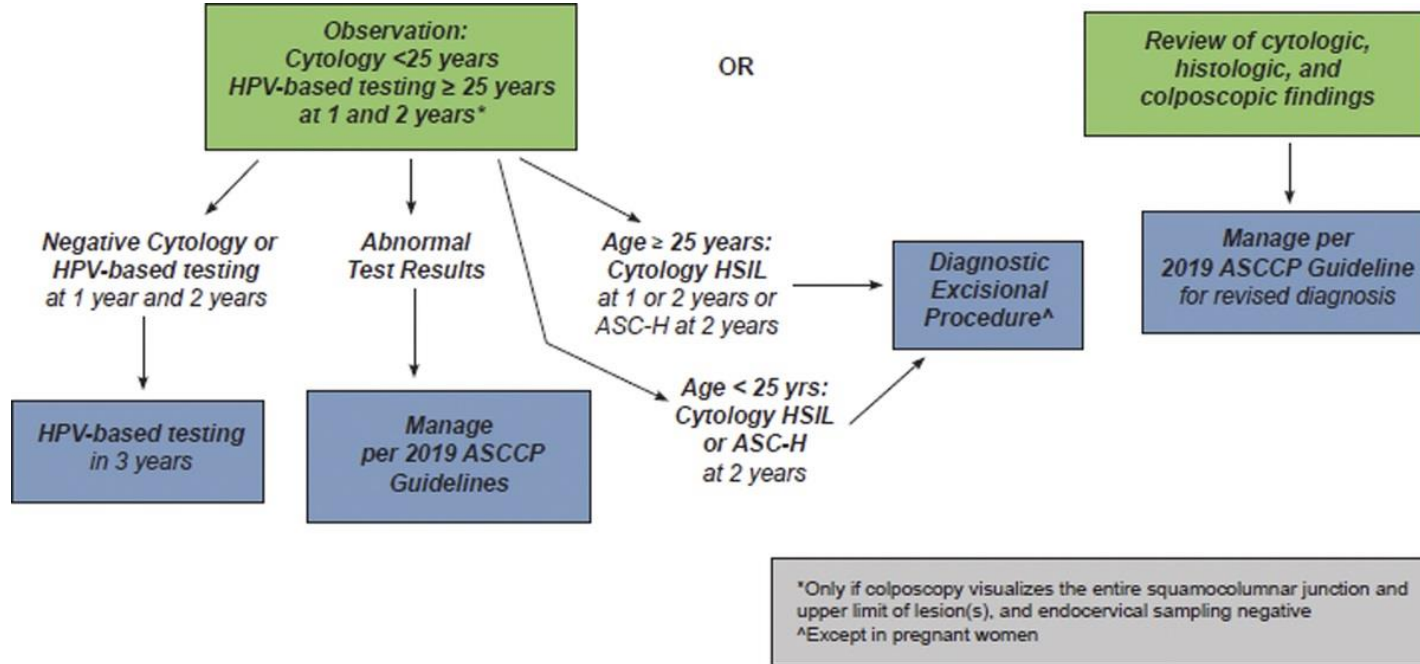 Observation:
Cytology <25 years
HPV-based testing ≥ 25 years
at 1 and 2 years*
OR
Review of cytologic,
histologic, and
colposcopic findings
Negative Cytology or
HPV-based testing
at 1 year and 2 years
Abnormal
Test Results
Age ≥ 25 years:
Cytology HSIL
at 1 or 2 years or
ASC-H at 2 years
Diagnostic
Excisional
Procedure^
Manage per
2019 ASCCP Guideline
for revised diagnosis
Age < 25 yrs:
Cytology HSIL
or ASC-H
at 2 years
HPV-based testing
in 3 years
Manage
per 2019 ASCCP
Guidelines
*Only if colposcopy visualizes the entire squamocolumnar junction and
upper limit of lesion(s), and endocervical sampling negative
^Except in pregnant women